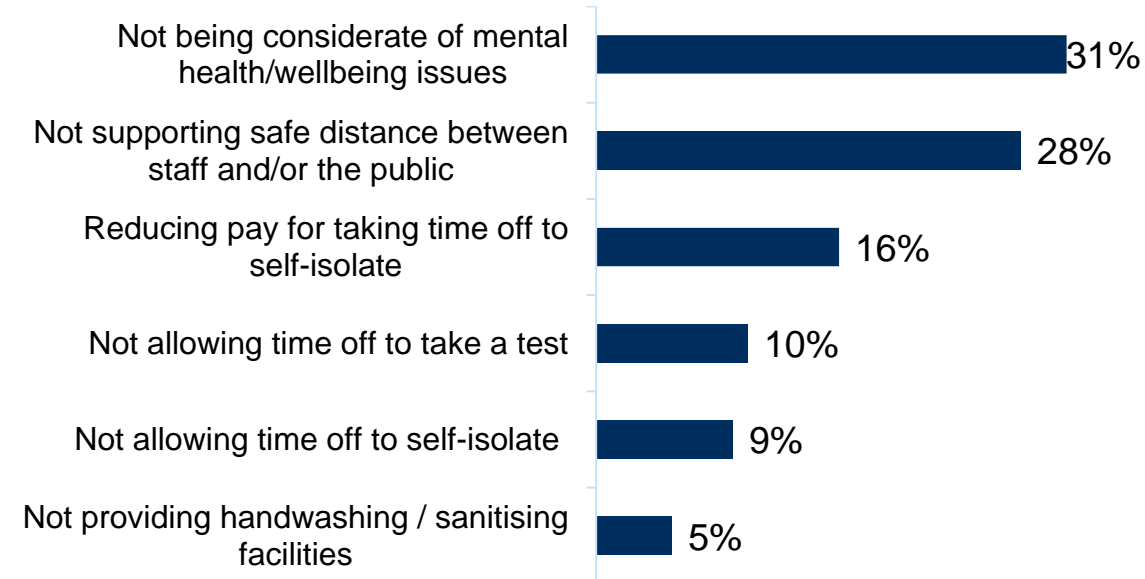 Not being considerate of mental
health/wellbeing issues
31%
Not supporting safe distance between
staff and/or the public
28%
Reducing pay for taking time off to
self-isolate
16%
Not allowing time off to take a test
10%
Not allowing time off to self-isolate
9%
Not providing handwashing / sanitising
facilities
5%